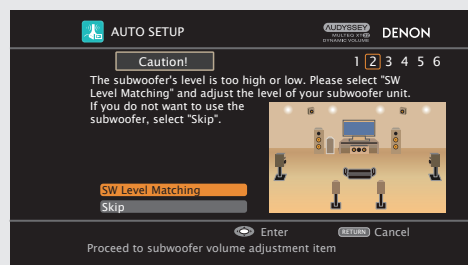 AUTO SETUP
AUDYSSEY
MULTEQ XT32
DYNAMIC VOLUME
DENON
Caution!
1 2 3 4 5 6
The subwoofer's level is too high or low. Please select "SW
Level Matching" and adjust the level of your subwoofer unit.
If you do not want to use the
subwoofer, select "Skip".
SW Level Matching
Skip
Enter
RETURN Cancel
Proceed to subwoofer volume adjustment item